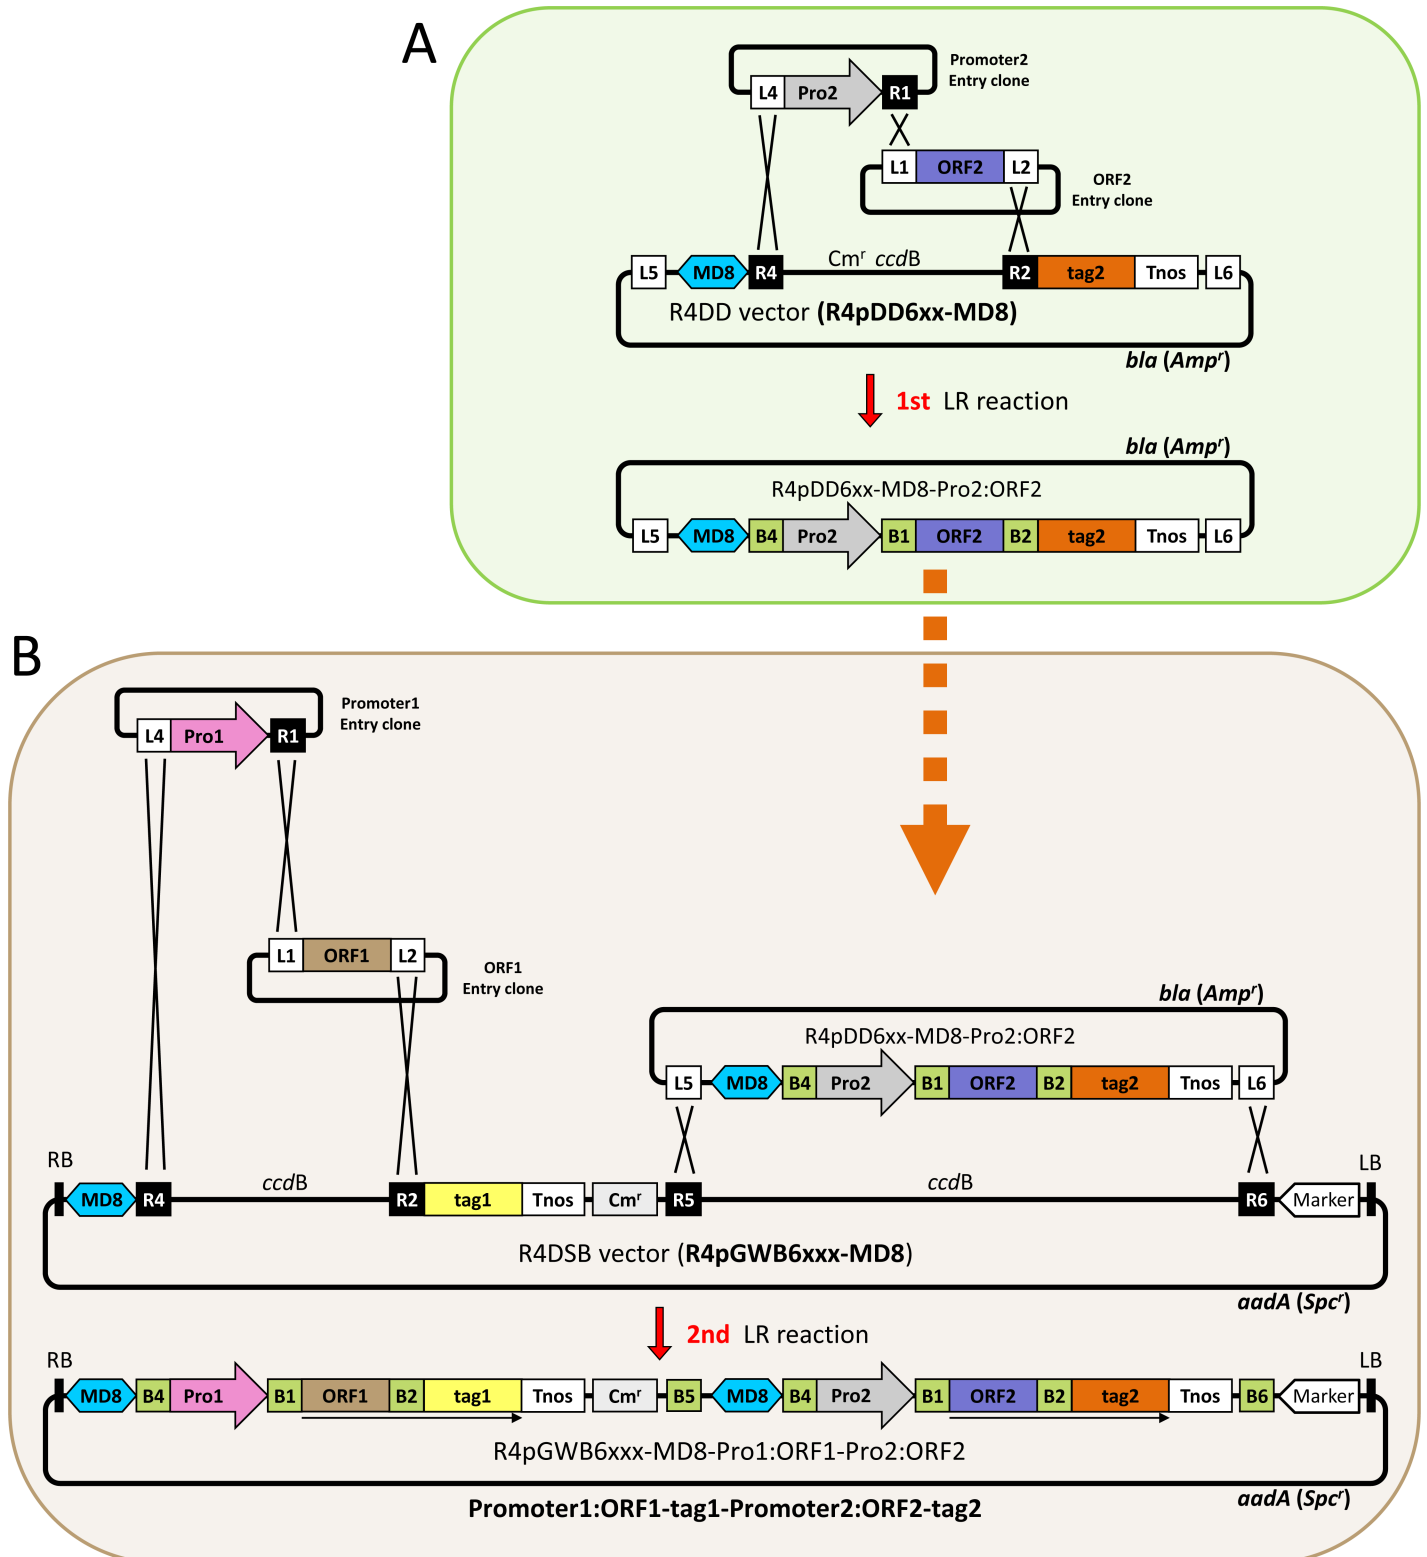 A
Promoter2
Entry clone
L4 Pro2 R1
L1 ORF2 L2
ORF2
Entry clone
Cmʳ ccdB
L5 MD8 R4 R2 tag2 Tnos L6
R4DD vector (R4pDD6xx-MD8)
bla (Ampʳ)
1st LR reaction
bla (Ampʳ)
R4pDD6xx-MD8-Pro2:ORF2
L5 MD8 B4 Pro2 B1 ORF2 B2 tag2 Tnos L6
B
Promoter1
Entry clone
L4 Pro1 R1
L1 ORF1 L2
ORF1
Entry clone
bla (Ampʳ)
R4pDD6xx-MD8-Pro2:ORF2
L5 MD8 B4 Pro2 B1 ORF2 B2 tag2 Tnos L6
RB ccdB ccdB LB
MD8 R4 R2 tag1 Tnos Cmʳ R5 R6 Marker
R4DSB vector (R4pGWB6xxx-MD8)
aadA (Spcʳ)
2nd LR reaction
RB LB
MD8 B4 Pro1 B1 ORF1 B2 tag1 Tnos Cmʳ B5 MD8 B4 Pro2 B1 ORF2 B2 tag2 Tnos B6 Marker
R4pGWB6xxx-MD8-Pro1:ORF1-Pro2:ORF2
aadA (Spcʳ)
Promoter1:ORF1-tag1-Promoter2:ORF2-tag2